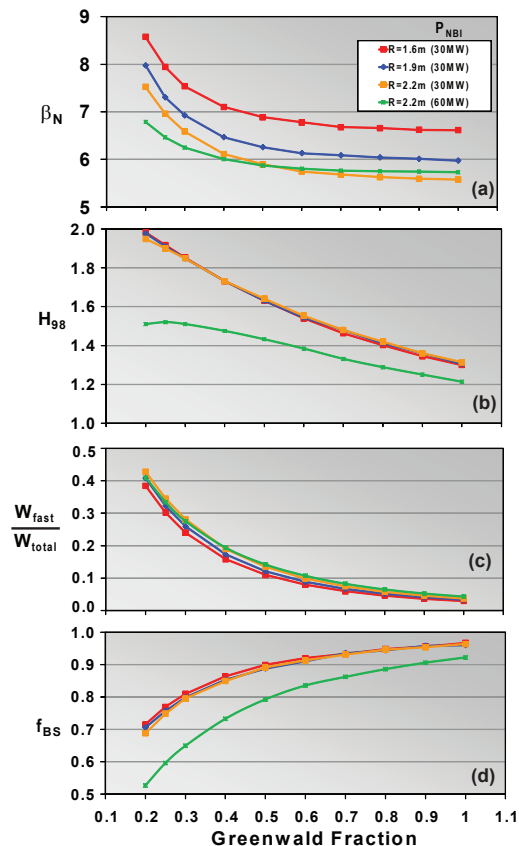 P_NBI
R=1.6m (30MW)
R=1.9m (30MW)
R=2.2m (30MW)
R=2.2m (60MW)
9
8
7
6
5
β_N
(a)
2.0
1.8
1.6
1.4
1.2
1.0
H_98
(b)
0.5
0.4
0.3
0.2
0.1
0.0
W_fast
W_total
(c)
1.0
0.9
0.8
0.7
0.6
0.5
f_BS
(d)
0.1 0.2 0.3 0.4 0.5 0.6 0.7 0.8 0.9 1 1.1
Greenwald Fraction